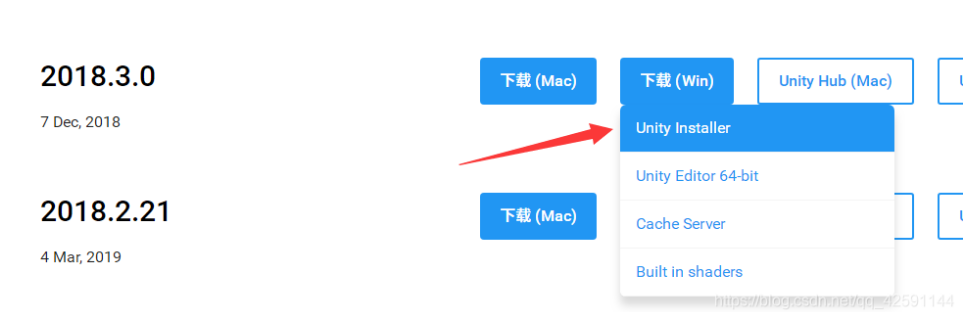 2018.3.0
下载 (Mac)
下载 (Win)
Unity Hub (Mac)
7 Dec, 2018
Unity Installer
Unity Editor 64-bit
2018.2.21
下载 (Mac)
Cache Server
4 Mar, 2019
Built in shaders
https://blog.csdn.net/qq_42591144